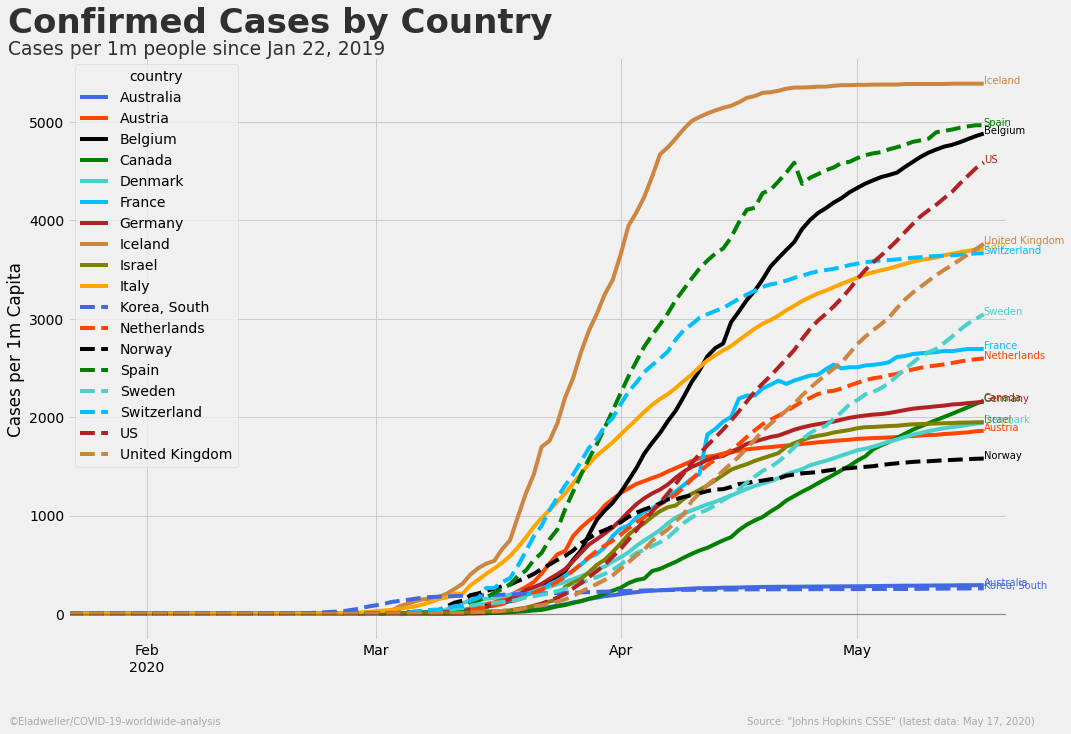 Confirmed Cases by Country
Cases per 1m people since Jan 22, 2019
country
Australia
Austria
Belgium
Canada
Denmark
France
Germany
Iceland
Israel
Italy
Korea, South
Netherlands
Norway
Spain
Sweden
Switzerland
US
United Kingdom
Cases per 1m Capita
5000
4000
3000
2000
1000
0
Iceland
Spain
Belgium
US
United Kingdom
Switzerland
Sweden
France
Netherlands
Canada
Germany
Israel
Austria
Norway
Australia
Korea, South
Feb
2020
Mar
Apr
May
©Eladweller/COVID-19-worldwide-analysis
Source: "Johns Hopkins CSSE" (latest data: May 17, 2020)